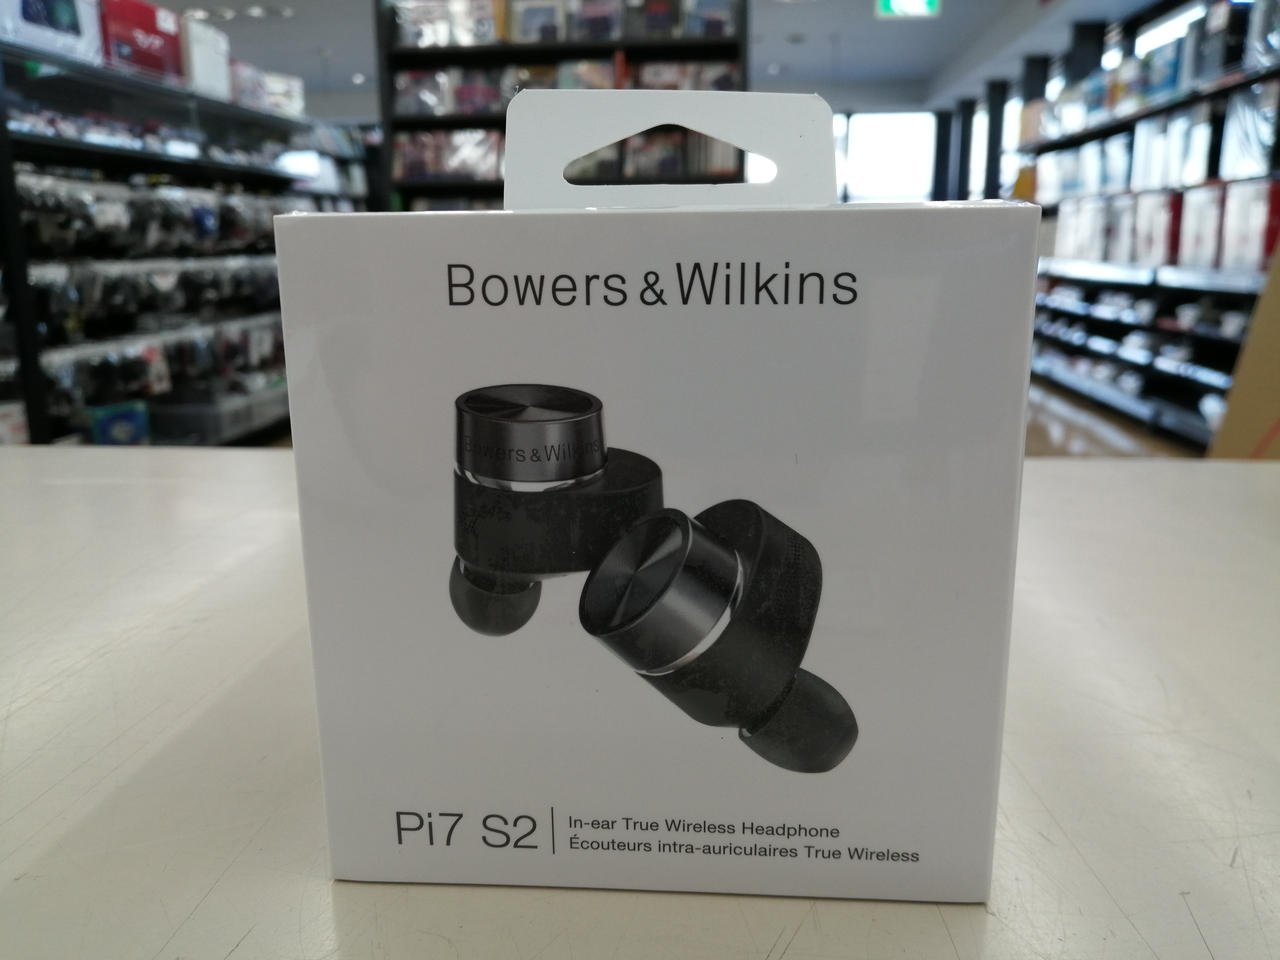 Bowers & Wilkins
Bowers & Wilkins
Pi7 S2
In-ear True Wireless Headphone
Écouteurs intra-auriculaires True Wireless